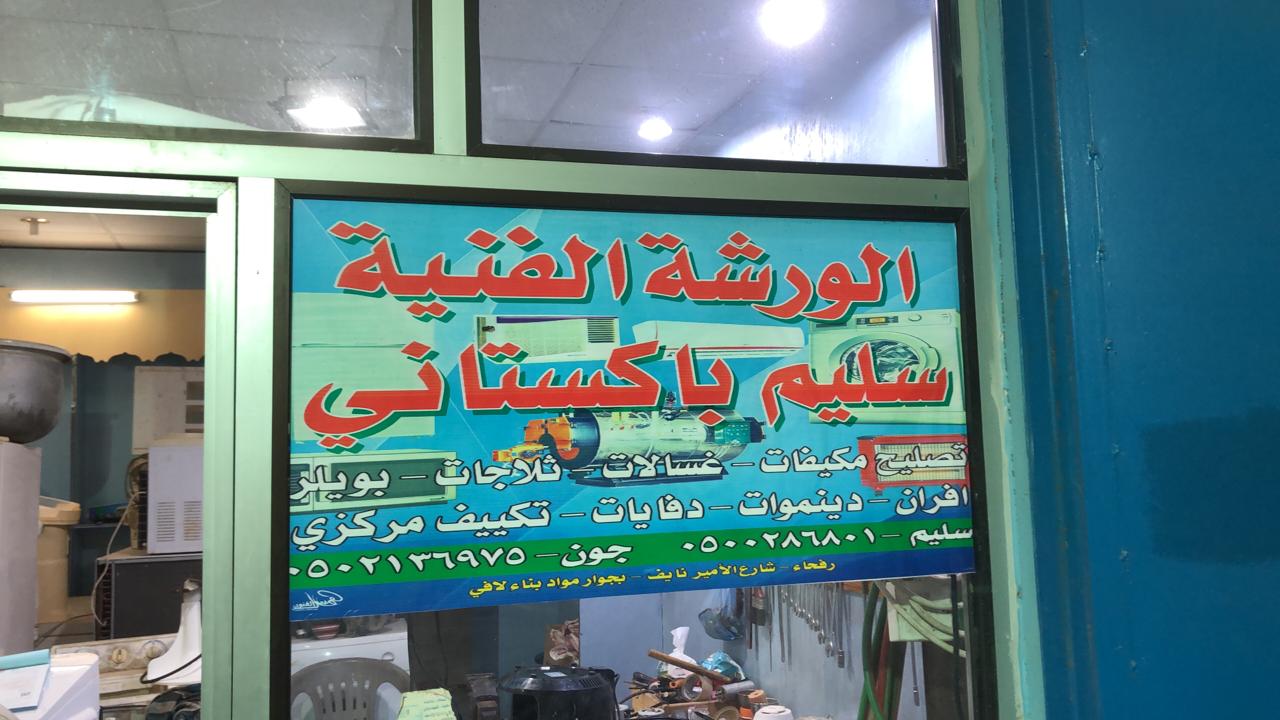 الورشة الفنية
سليم باكستاني
تصليح مكيفات - غسالات - ثلاجات - بويلر
افران - دينموات - دفايات - تكييف مركزي
سليم - ٠٥٠٠٢٨٦٨٠١ جون - ٠٥٠٢١٣٦٩٧٥
رفحاء - شارع الأمير نايف - بجوار مواد بناء لافي